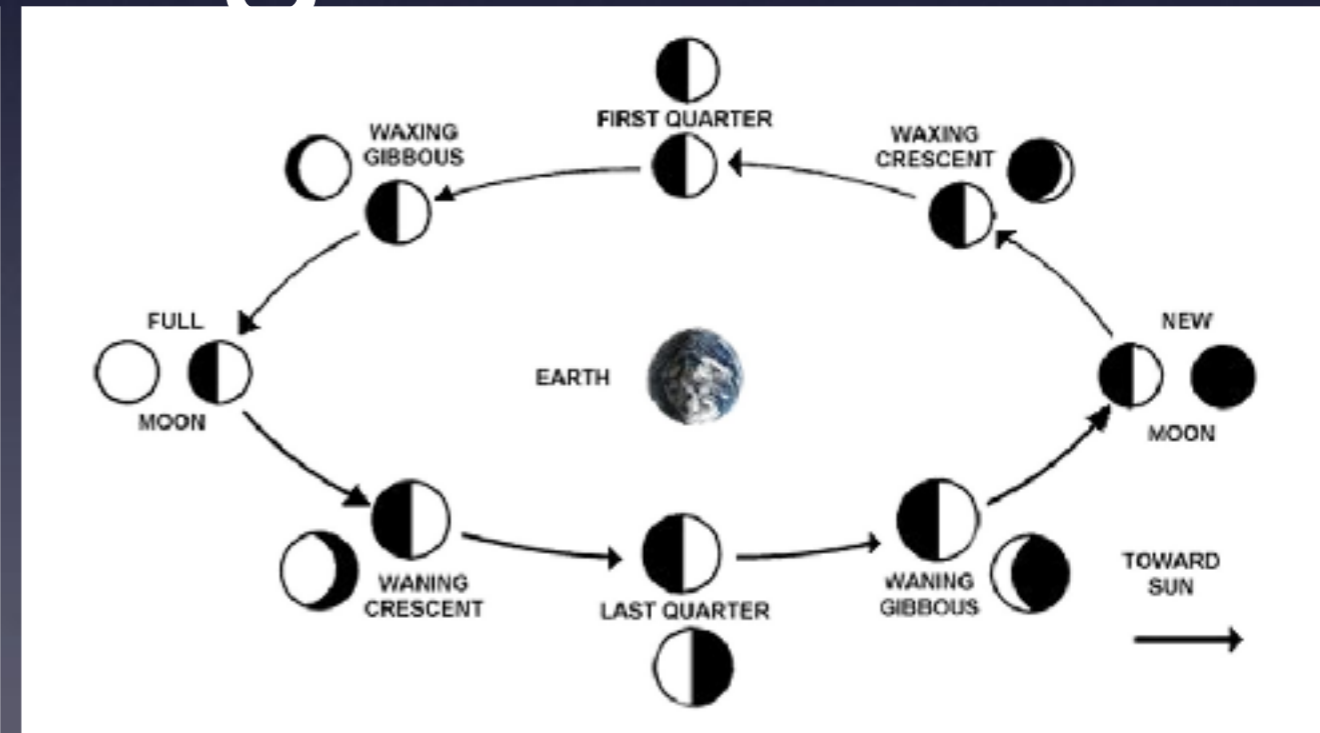 FIRST QUARTER
WAXING
GIBBOUS
WAXING
CRESCENT
FULL
MOON
EARTH
NEW
MOON
WANING
CRESCENT
LAST QUARTER
WANING
GIBBOUS
TOWARD
SUN